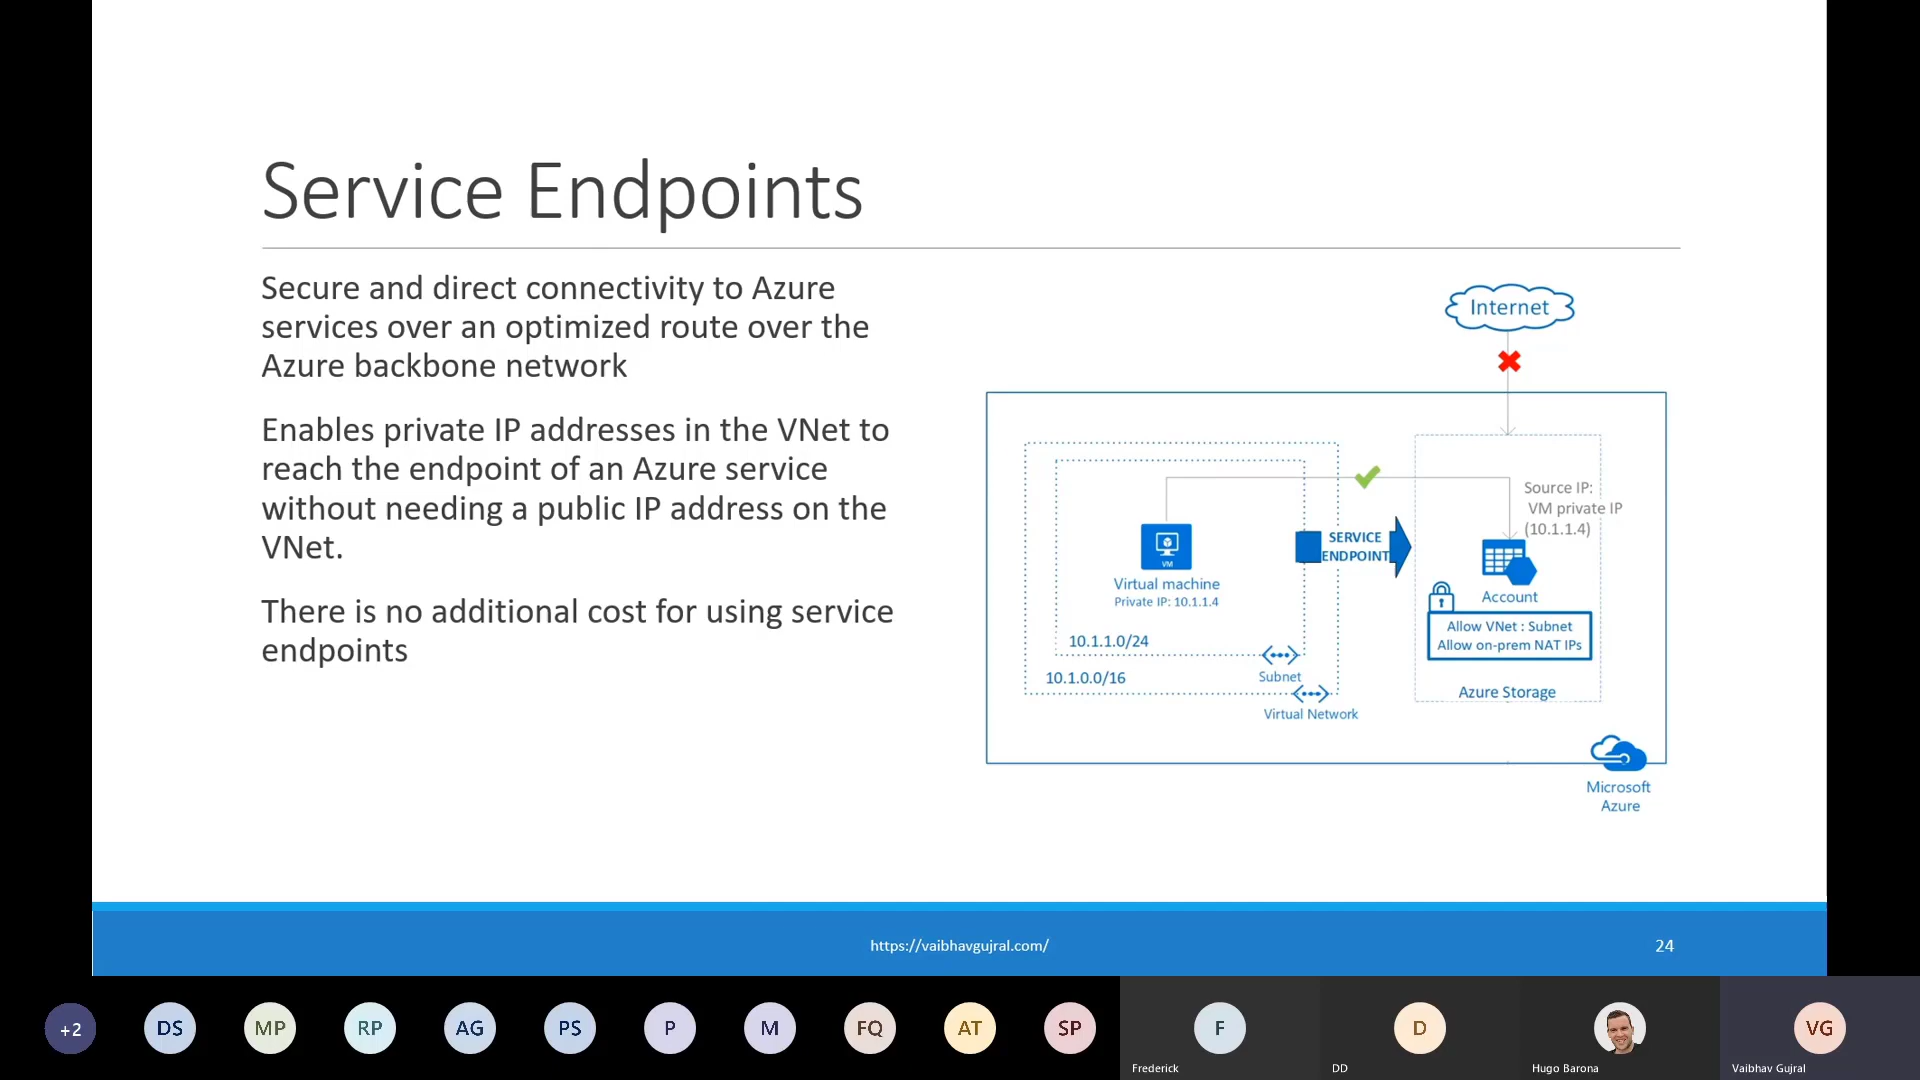 Service Endpoints
Secure and direct connectivity to Azure
services over an optimized route over the
Azure backbone network
Enables private IP addresses in the VNet to
reach the endpoint of an Azure service
without needing a public IP address on the
VNet.
There is no additional cost for using service
endpoints
Internet
Source IP:
VM private IP
(10.1.1.4)
SERVICE
ENDPOINT
VM
Virtual machine
Private IP: 10.1.1.4
Account
Allow VNet : Subnet
Allow on-prem NAT IPs
10.1.1.0/24
10.1.0.0/16
Subnet
Virtual Network
Azure Storage
Microsoft
Azure
https://vaibhavgujral.com/
24
+2
DS
MP
RP
AG
PS
P
M
FQ
AT
SP
F
D
VG
Frederick
DD
Hugo Barona
Vaibhav Gujral